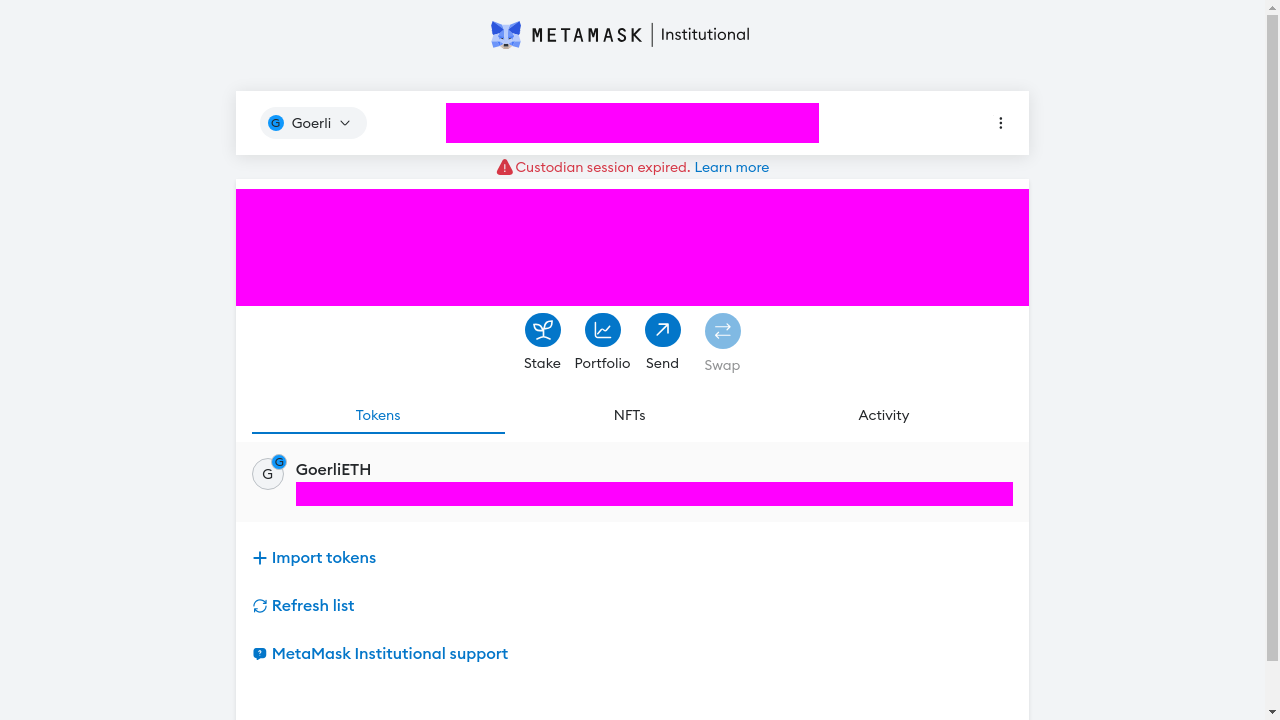 METAMASK | Institutional
G Goerli
Custodian session expired. Learn more
Stake Portfolio Send Swap
Tokens NFTs Activity
G G GoerliETH
Import tokens
Refresh list
MetaMask Institutional support